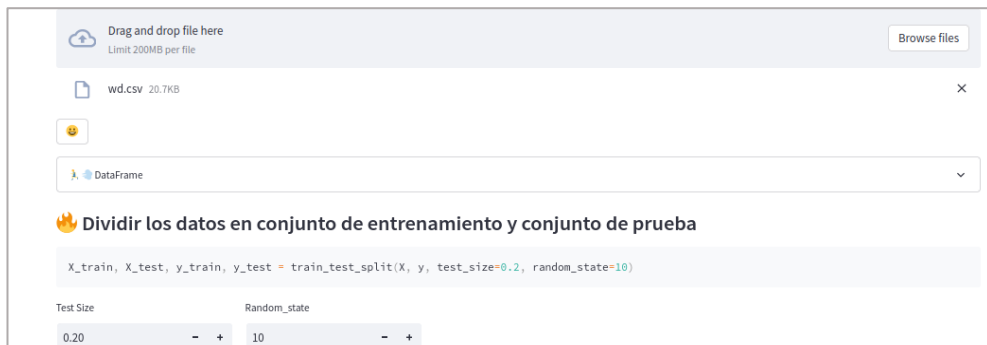 Drag and drop file here
Limit 200MB per file
Browse files
wd.csv 20.7KB
DataFrame
Dividir los datos en conjunto de entrenamiento y conjunto de prueba
X_train, X_test, y_train, y_test = train_test_split(X, y, test_size=0.2, random_state=10)
Test Size
Random_state
0.20 - +
10 - +